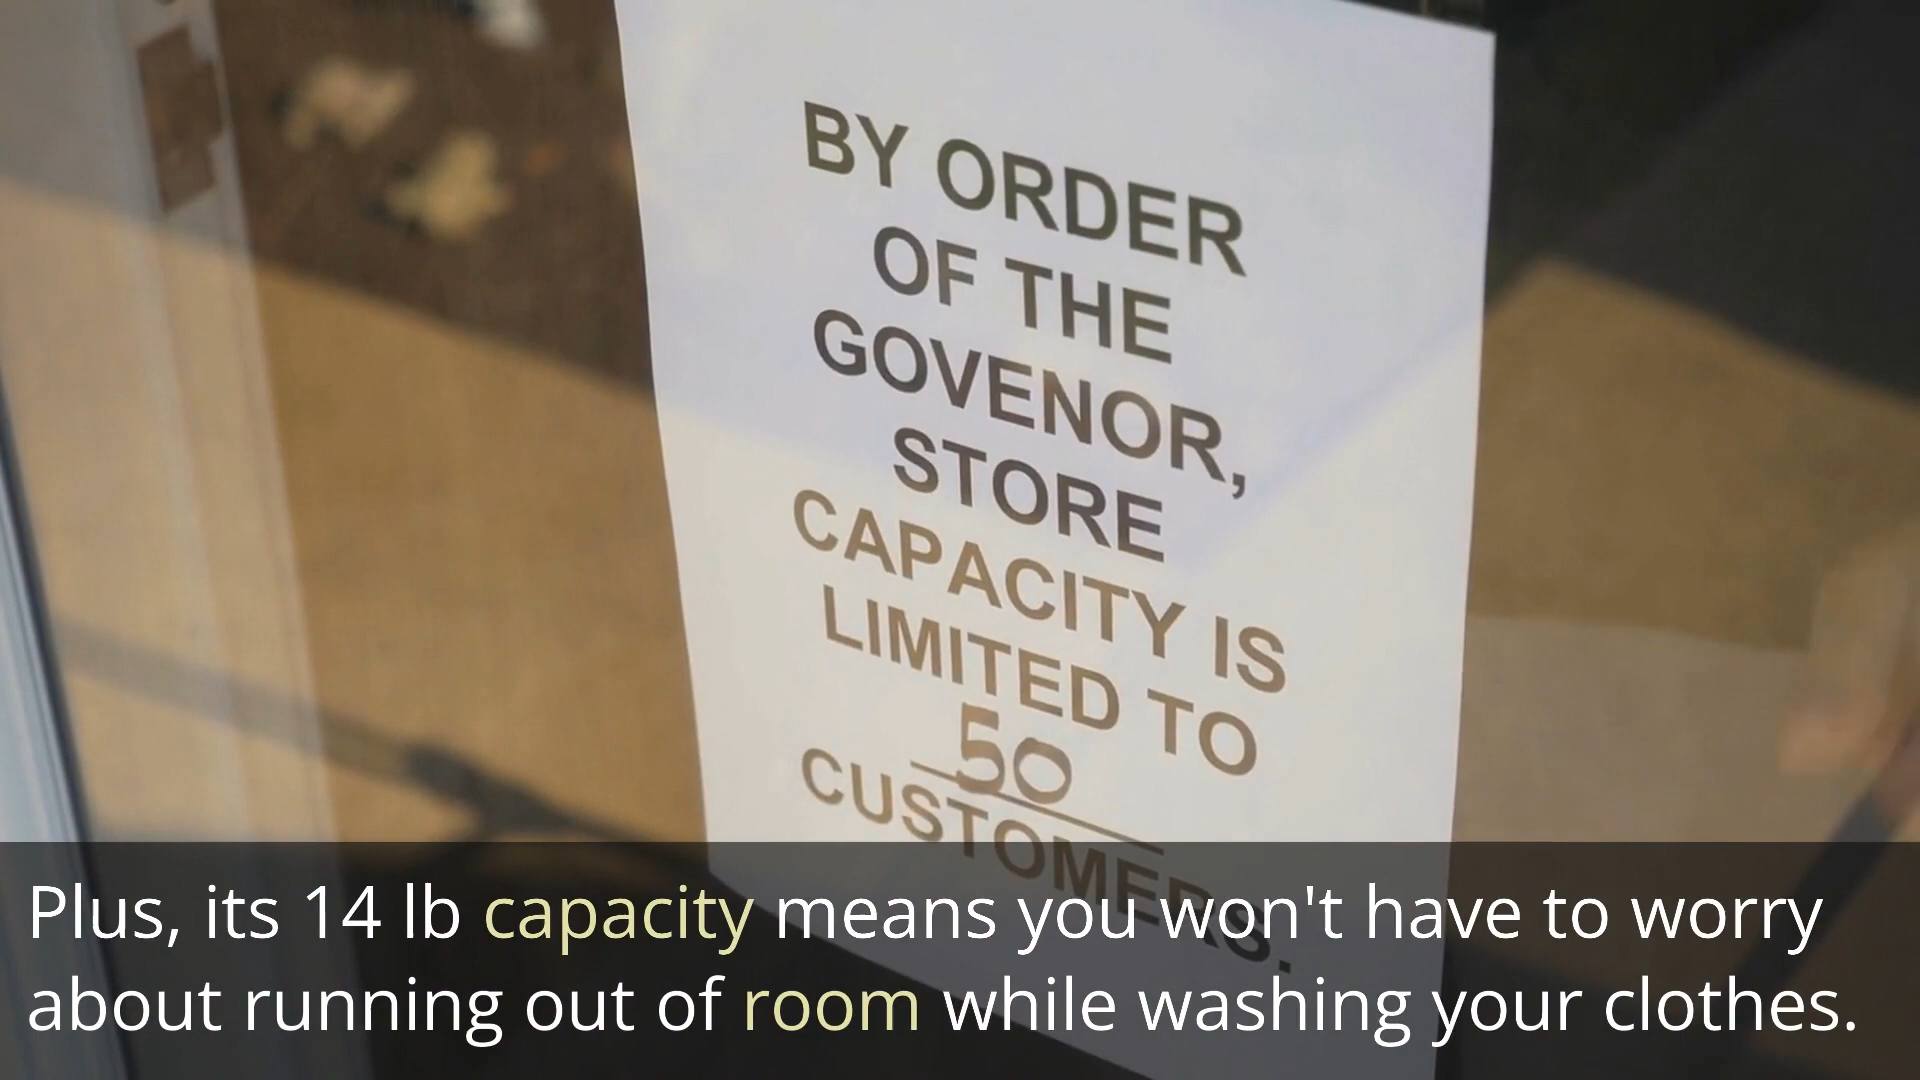 BY ORDER
OF THE
GOVENOR,
STORE
CAPACITY IS
LIMITED TO
50
CUSTOMERS.
Plus, its 14 lb capacity means you won't have to worry
about running out of room while washing your clothes.